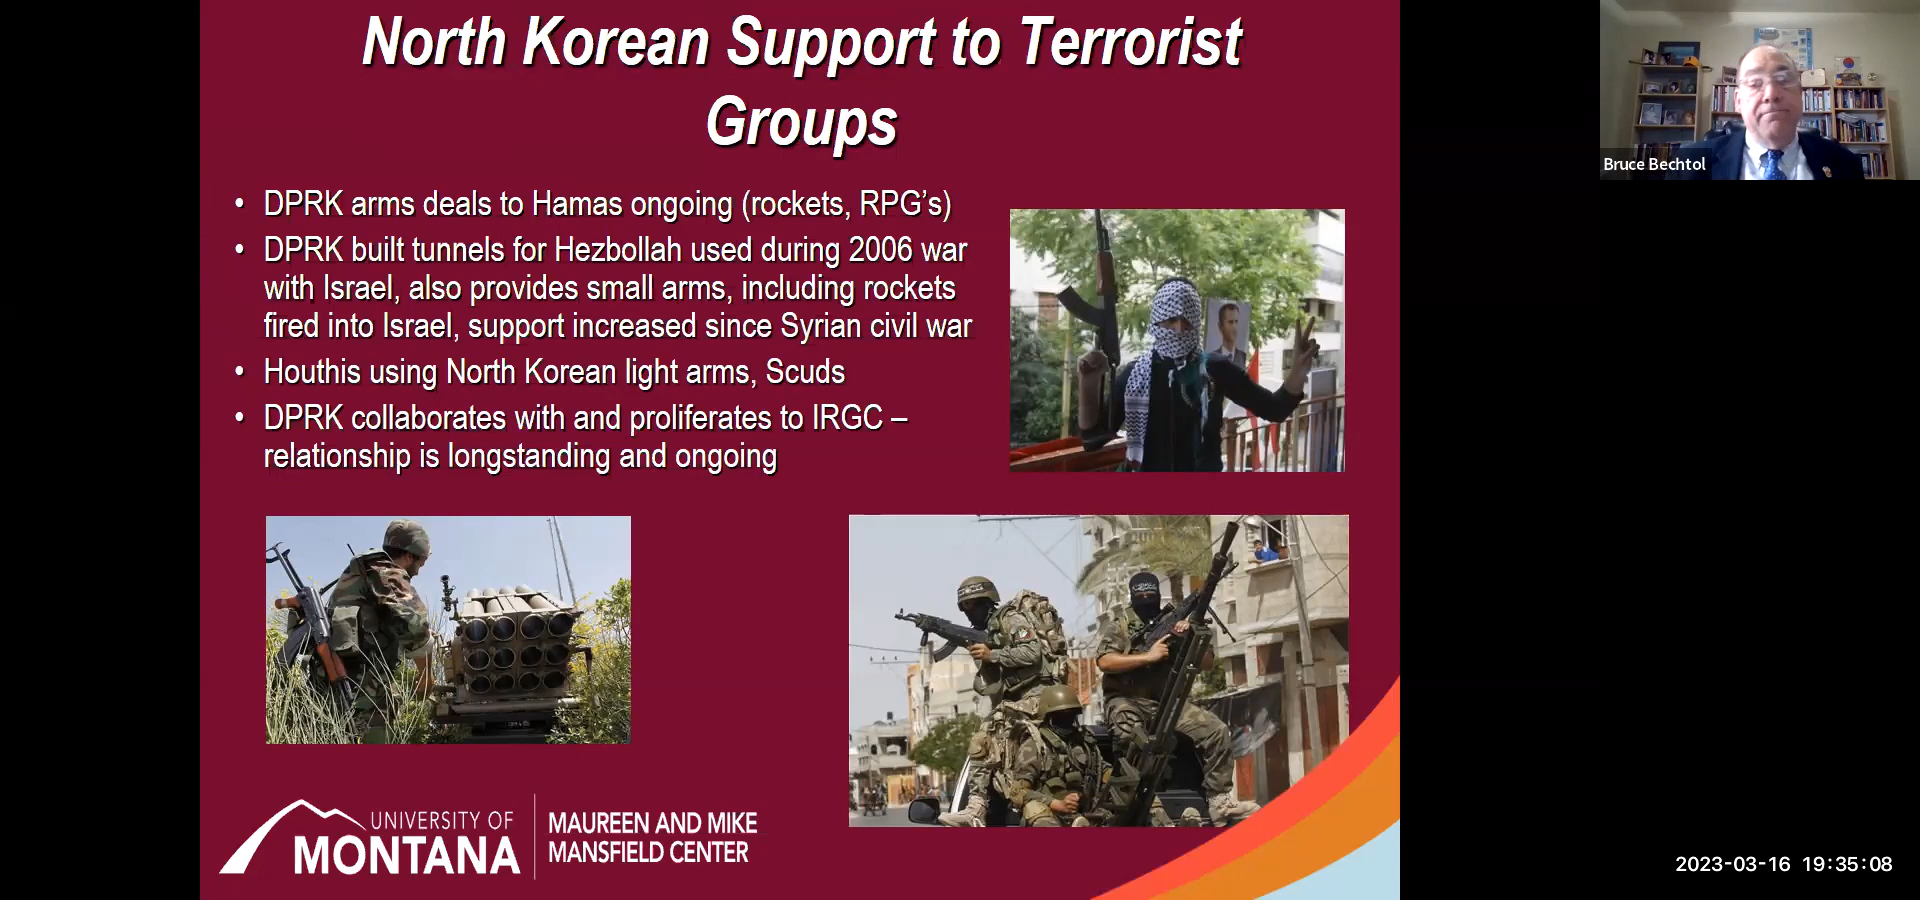 North Korean Support to Terrorist
Groups
• DPRK arms deals to Hamas ongoing (rockets, RPG's)
• DPRK built tunnels for Hezbollah used during 2006 war
with Israel, also provides small arms, including rockets
fired into Israel, support increased since Syrian civil war
• Houthis using North Korean light arms, Scuds
• DPRK collaborates with and proliferates to IRGC –
relationship is longstanding and ongoing
UNIVERSITY OF
MONTANA
MAUREEN AND MIKE
MANSFIELD CENTER
Bruce Bechtol
2023-03-16 19:35:08